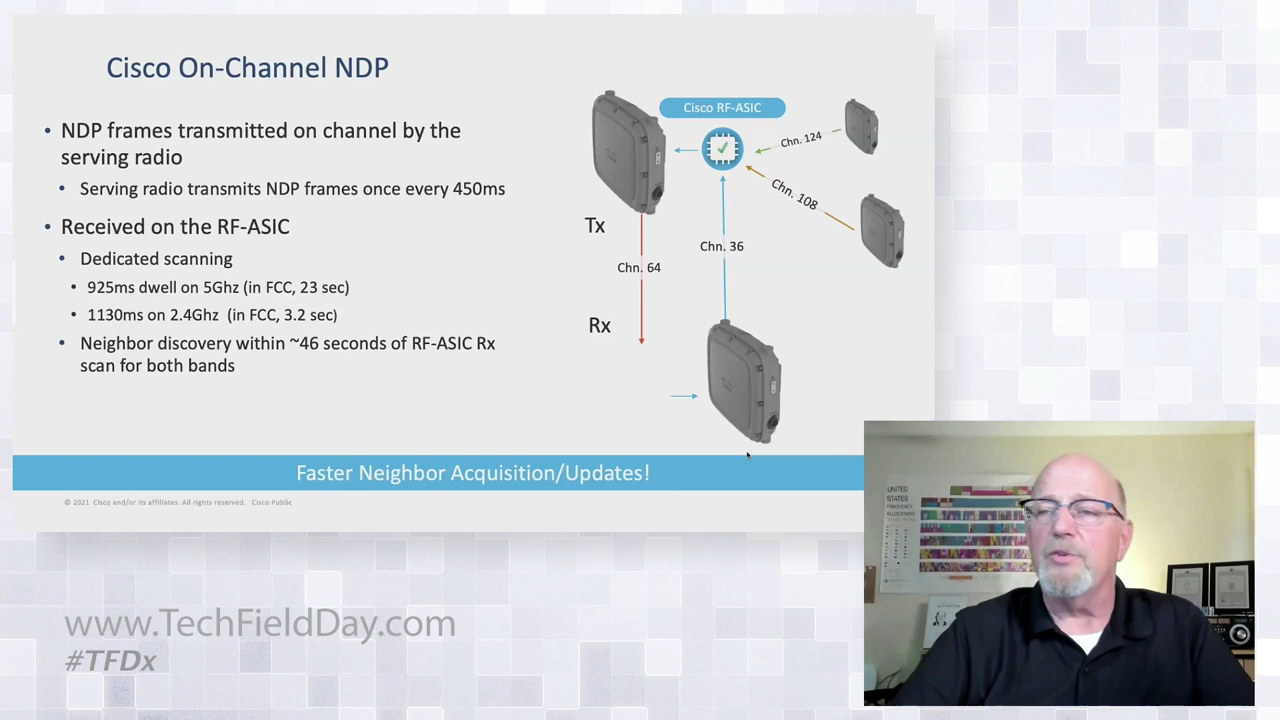 Cisco On-Channel NDP
• NDP frames transmitted on channel by the
serving radio
• Serving radio transmits NDP frames once every 450ms
• Received on the RF-ASIC
• Dedicated scanning
• 925ms dwell on 5Ghz (in FCC, 23 sec)
• 1130ms on 2.4Ghz (in FCC, 3.2 sec)
• Neighbor discovery within ~46 seconds of RF-ASIC Rx
scan for both bands
Cisco RF-ASIC
Chn. 124
Chn. 108
Tx
Chn. 36
Chn. 64
Rx
Faster Neighbor Acquisition/Updates!
© 2021 Cisco and/or its affiliates. All rights reserved. Cisco Public
UNITED
STATES
FREQUENCY
ALLOCATIONS
www.TechFieldDay.com
#TFDx